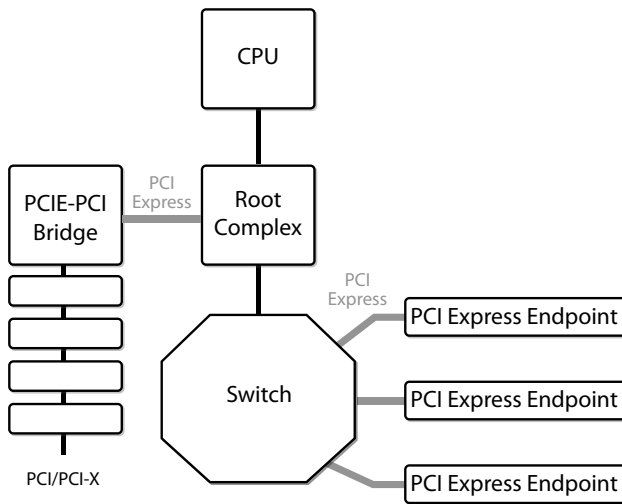 CPU
PCIE-PCI
Bridge
PCI
Express
Root
Complex
PCI
Express
PCI Express Endpoint
Switch
PCI Express Endpoint
PCI Express Endpoint
PCI/PCI-X